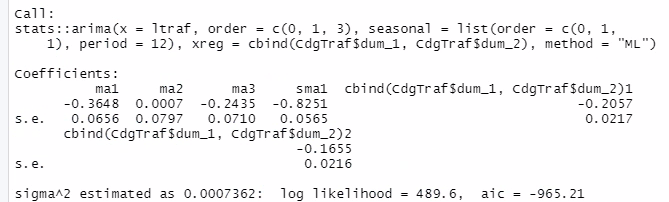 Call:
stats::arima(x = ltraf, order = c(0, 1, 3), seasonal = list(order = c(0, 1,
1), period = 12), xreg = cbind(CdgTraf$dum_1, CdgTraf$dum_2), method = "ML")
Coefficients:
ma1 ma2 ma3 sma1 cbind(CdgTraf$dum_1, CdgTraf$dum_2)1
-0.3648 0.0007 -0.2435 -0.8251 -0.2057
s.e. 0.0656 0.0797 0.0710 0.0565 0.0217
cbind(CdgTraf$dum_1, CdgTraf$dum_2)2
-0.1655
s.e. 0.0216
sigma^2 estimated as 0.0007362: log likelihood = 489.6, aic = -965.21